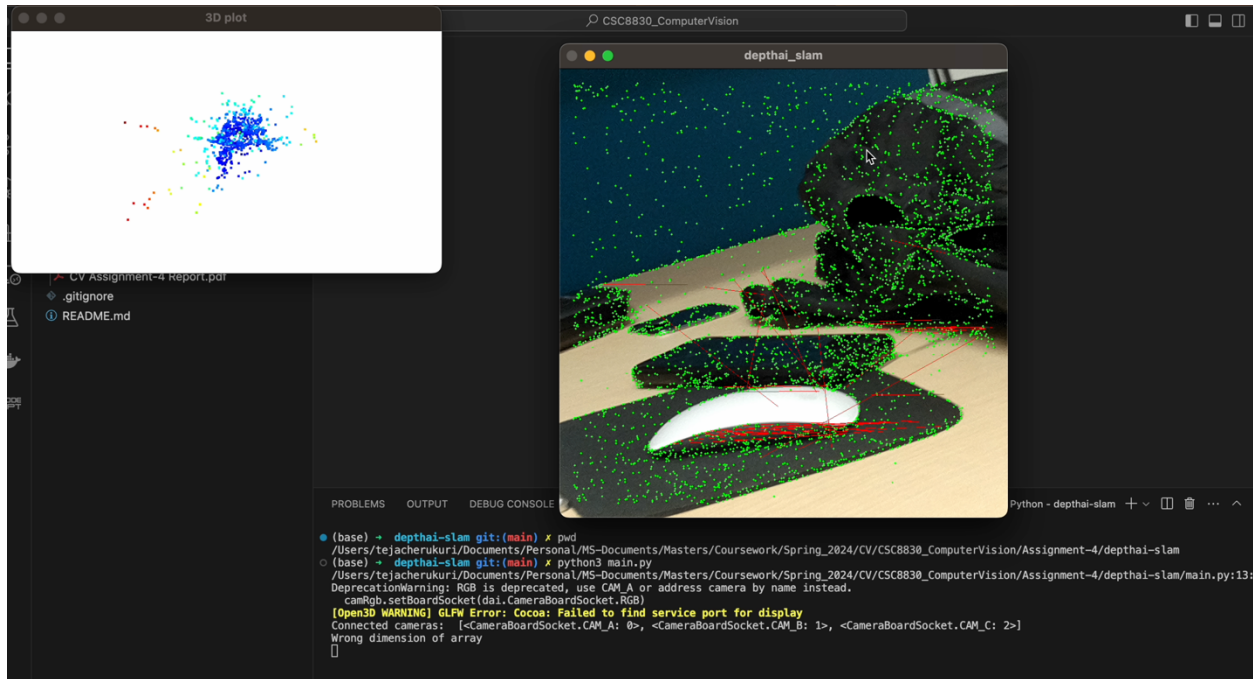 3D plot
CSC8830_ComputerVision
depthai_slam
CV Assignment-4 Report.pdf
.gitignore
README.md
PROBLEMS OUTPUT DEBUG CONSOLE
Python - depthai-slam
(base) → depthai-slam git:(main) ✗ pwd
/Users/tejacherukuri/Documents/Personal/MS-Documents/Masters/Coursework/Spring_2024/CV/CSC8830_ComputerVision/Assignment-4/depthai-slam
(base) → depthai-slam git:(main) ✗ python3 main.py
/Users/tejacherukuri/Documents/Personal/MS-Documents/Masters/Coursework/Spring_2024/CV/CSC8830_ComputerVision/Assignment-4/depthai-slam/main.py:13:
DeprecationWarning: RGB is deprecated, use CAM_A or address camera by name instead.
camRgb.setBoardSocket(dai.CameraBoardSocket.RGB)
[Open3D WARNING] GLFW Error: Cocoa: Failed to find service port for display
Connected cameras: [<CameraBoardSocket.CAM_A: 0>, <CameraBoardSocket.CAM_B: 1>, <CameraBoardSocket.CAM_C: 2>]
Wrong dimension of array